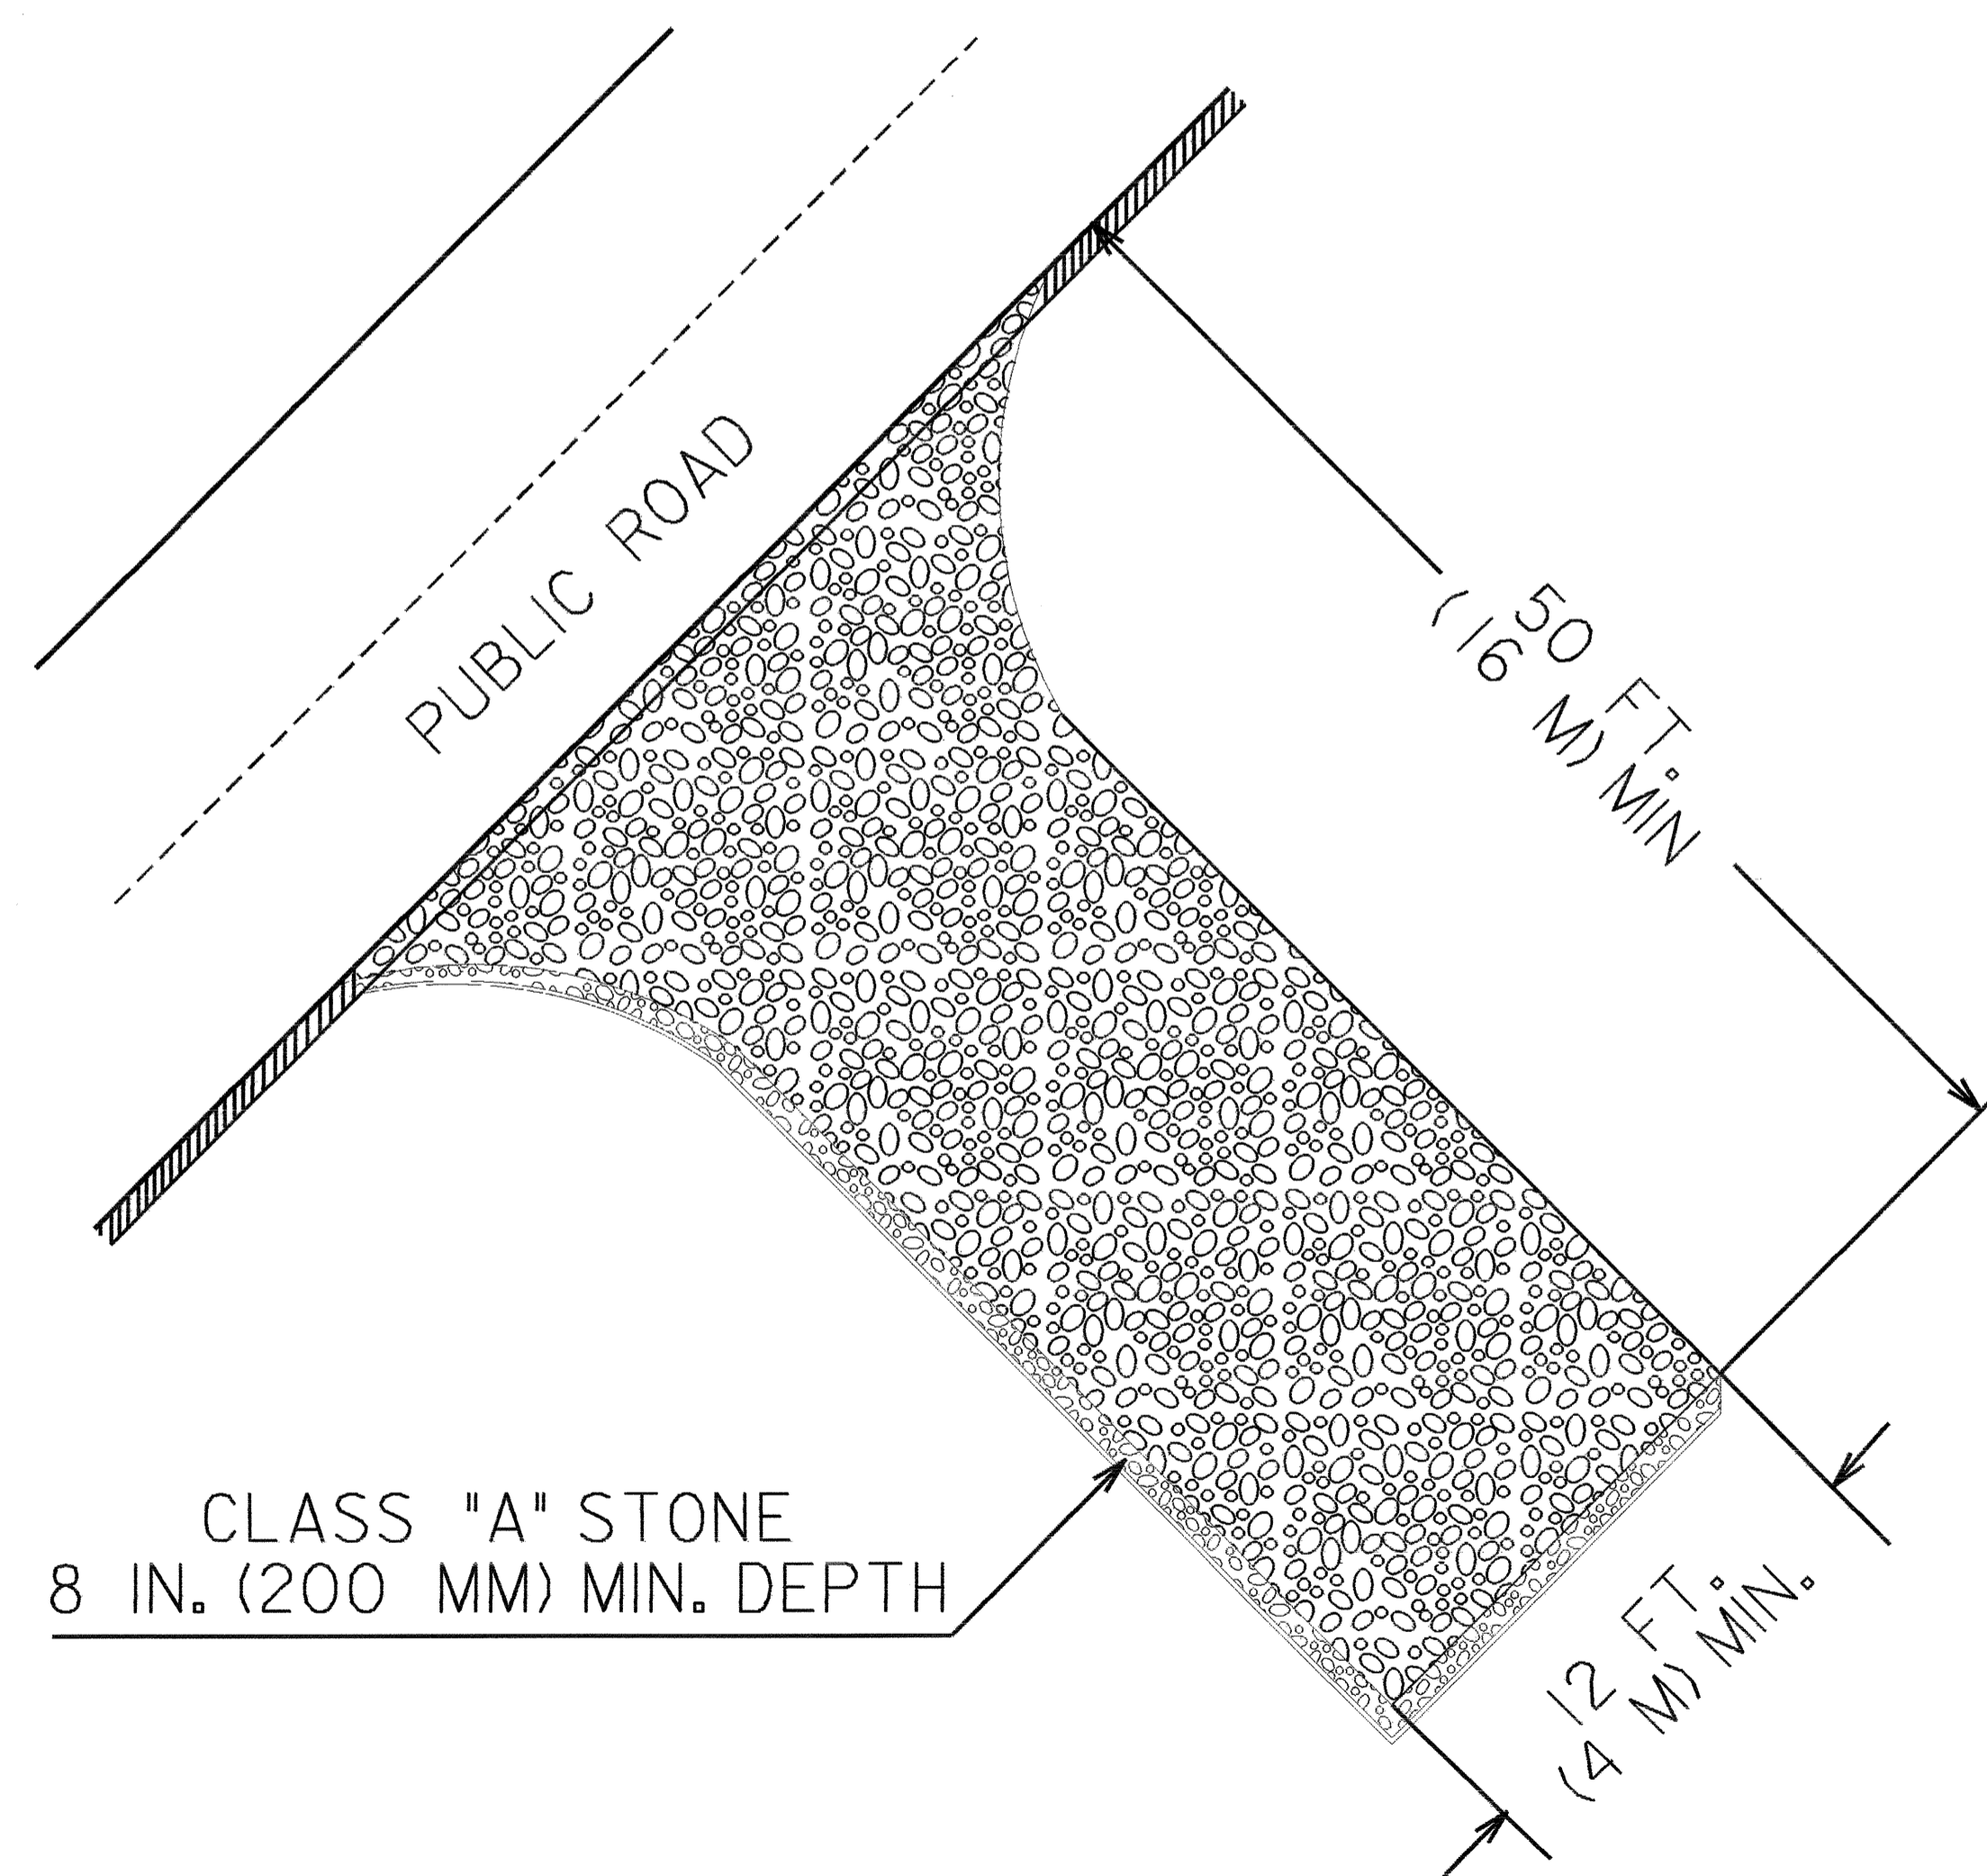 PUBLIC ROAD
50 FT.
(16 M) MIN
CLASS "A" STONE
8 IN. (200 MM) MIN. DEPTH
12 FT.
(4 M) MIN.